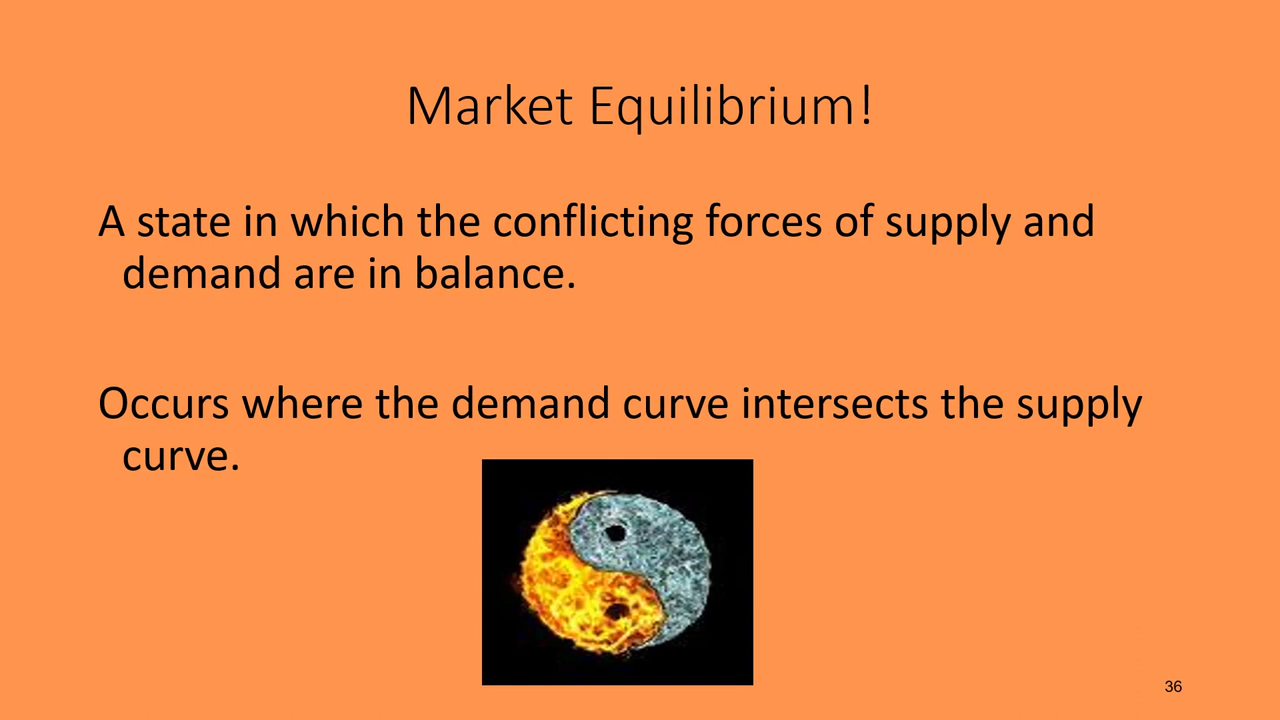 Market Equilibrium!
A state in which the conflicting forces of supply and
demand are in balance.
Occurs where the demand curve intersects the supply
curve.
36